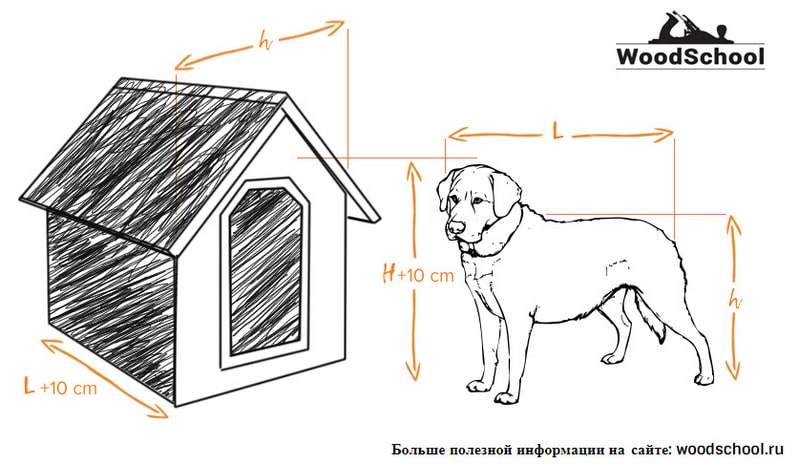 h
WoodSchool
L
H+10 cm
h
L +10 cm
Больше полезной информации на сайте: woodschool.ru